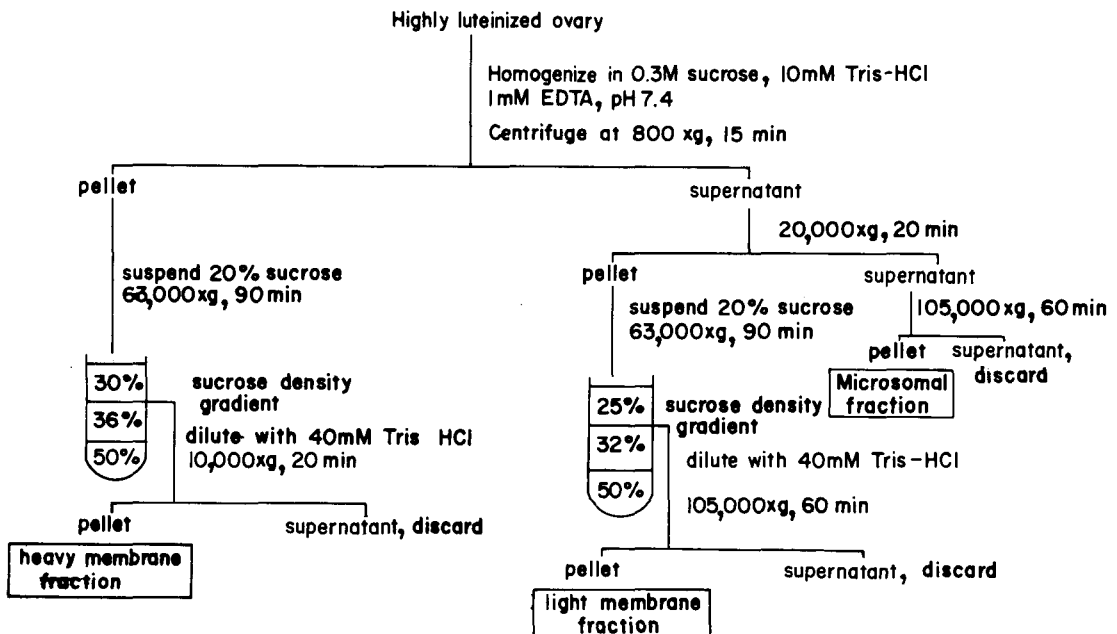 Highly luteinized ovary
Homogenize in 0.3M sucrose, 10mM Tris-HCl
1mM EDTA, pH 7.4
Centrifuge at 800 xg, 15 min
pellet
supernatant
20,000xg, 20 min
suspend 20% sucrose
63,000xg, 90 min
pellet
supernatant
suspend 20% sucrose
63,000xg, 90 min
105,000xg, 60 min
pellet
supernatant,
discard
Microsomal
fraction
30%
36%
50%
sucrose density
gradient
dilute with 40mM Tris HCl
10,000xg, 20 min
25%
32%
50%
sucrose density
gradient
dilute with 40mM Tris-HCl
105,000xg, 60 min
pellet
supernatant, discard
heavy membrane
fraction
pellet
supernatant, discard
light membrane
fraction